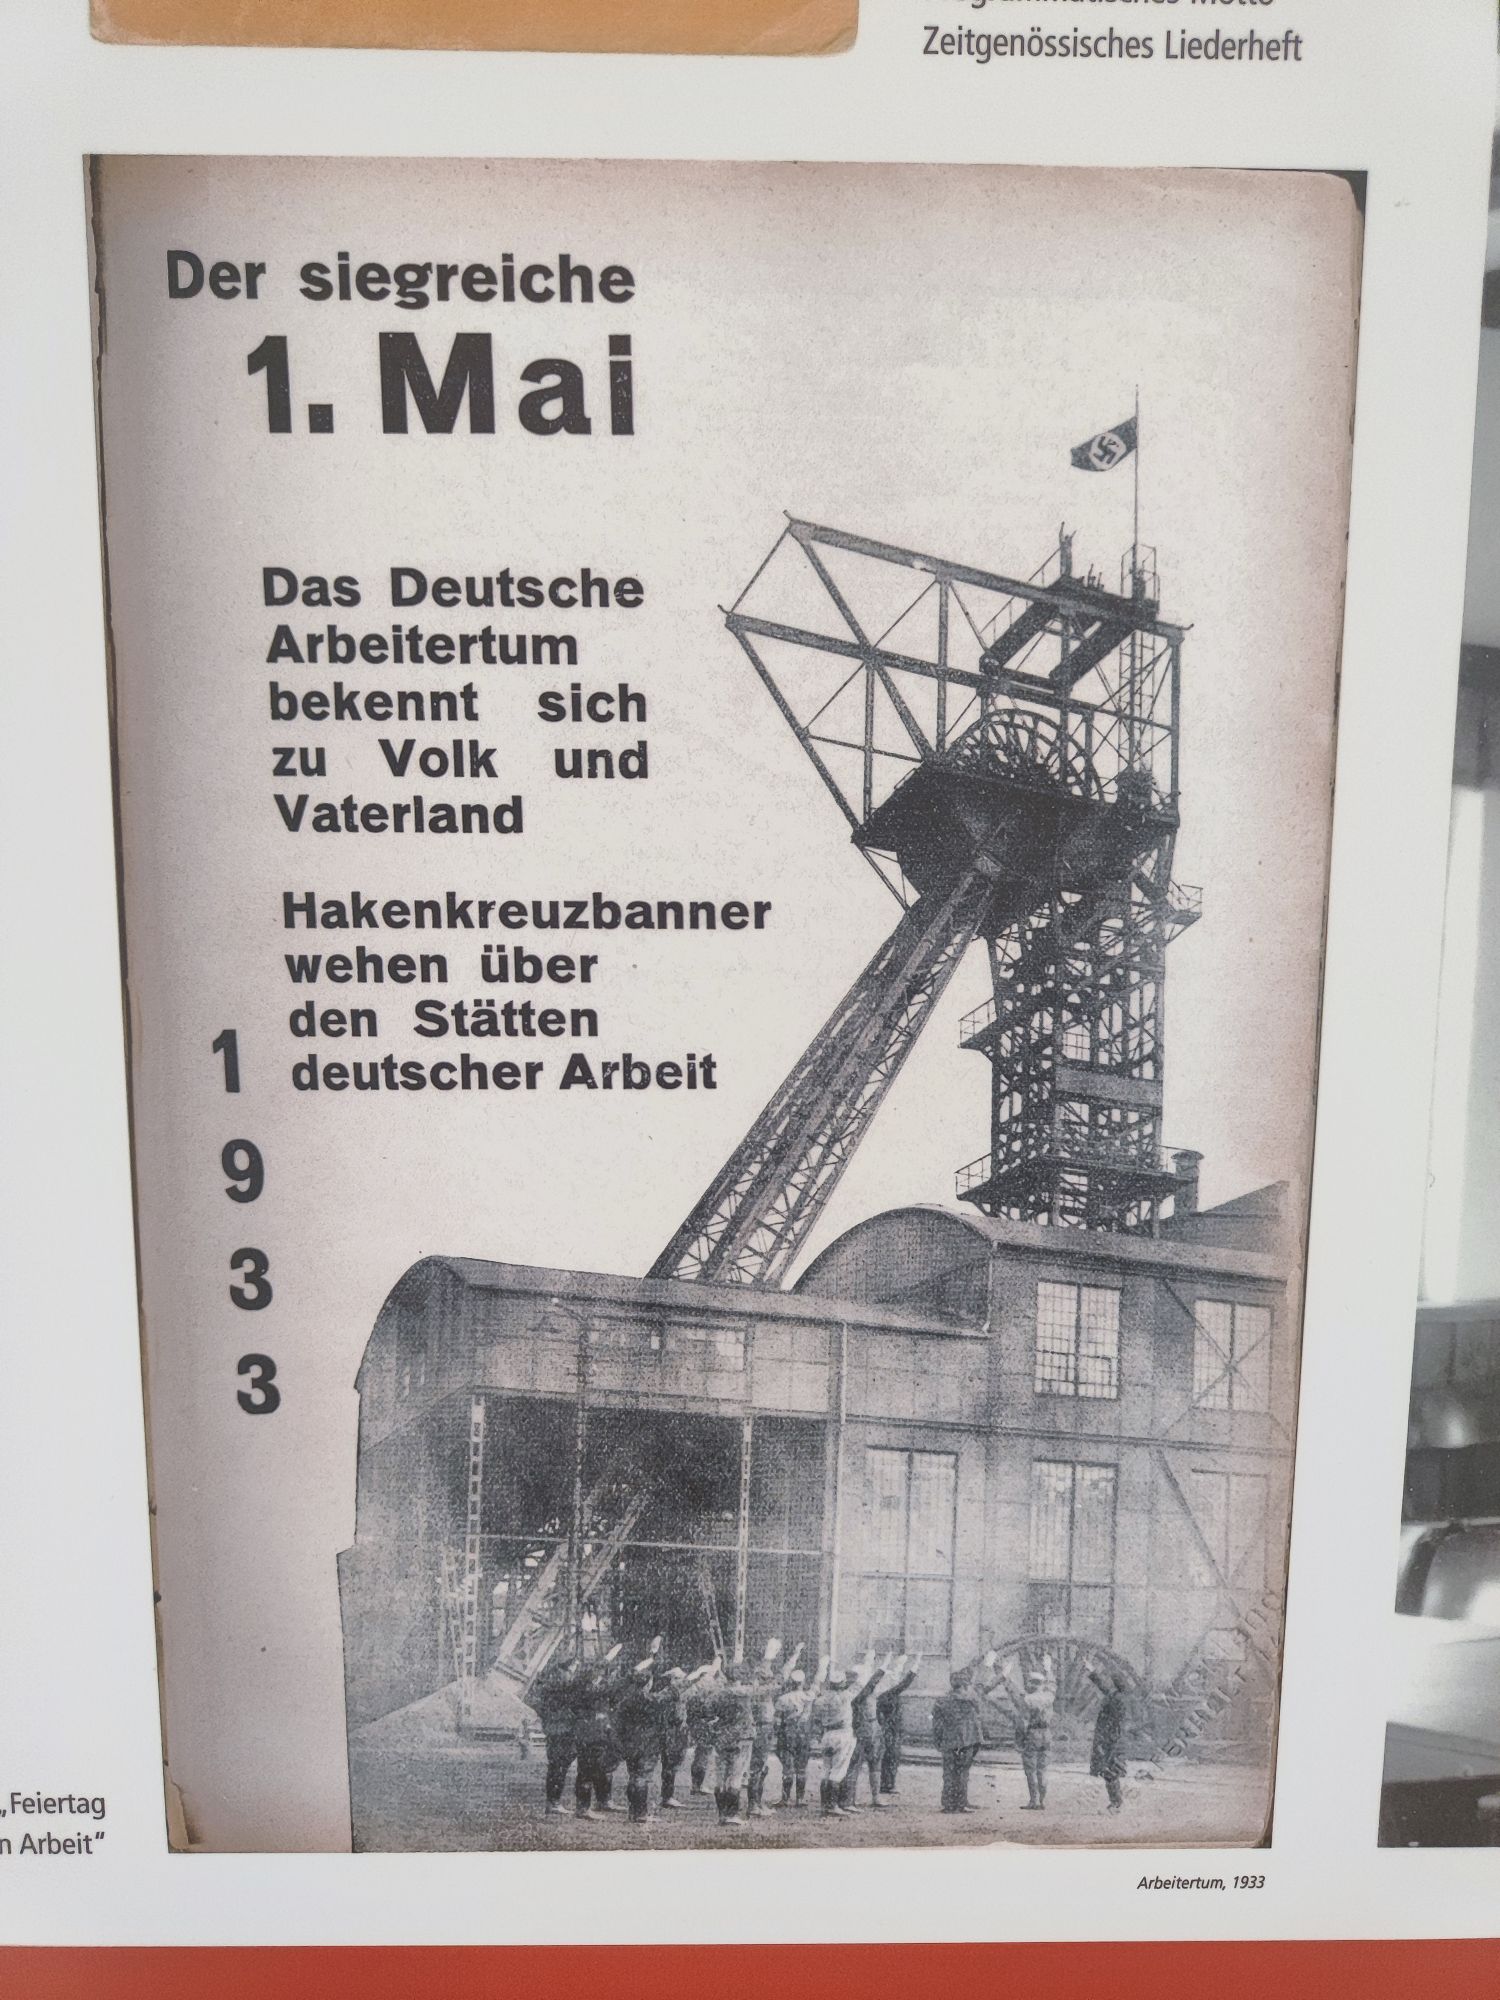 Zeitgenössisches Liederheft
Der siegreiche
1. Mai
Das Deutsche
Arbeitertum
bekennt sich
zu Volk und
Vaterland
Hakenkreuzbanner
wehen über
den Stätten
deutscher Arbeit
1
9
3
3
„Feiertag
n Arbeit“
Arbeitertum, 1933